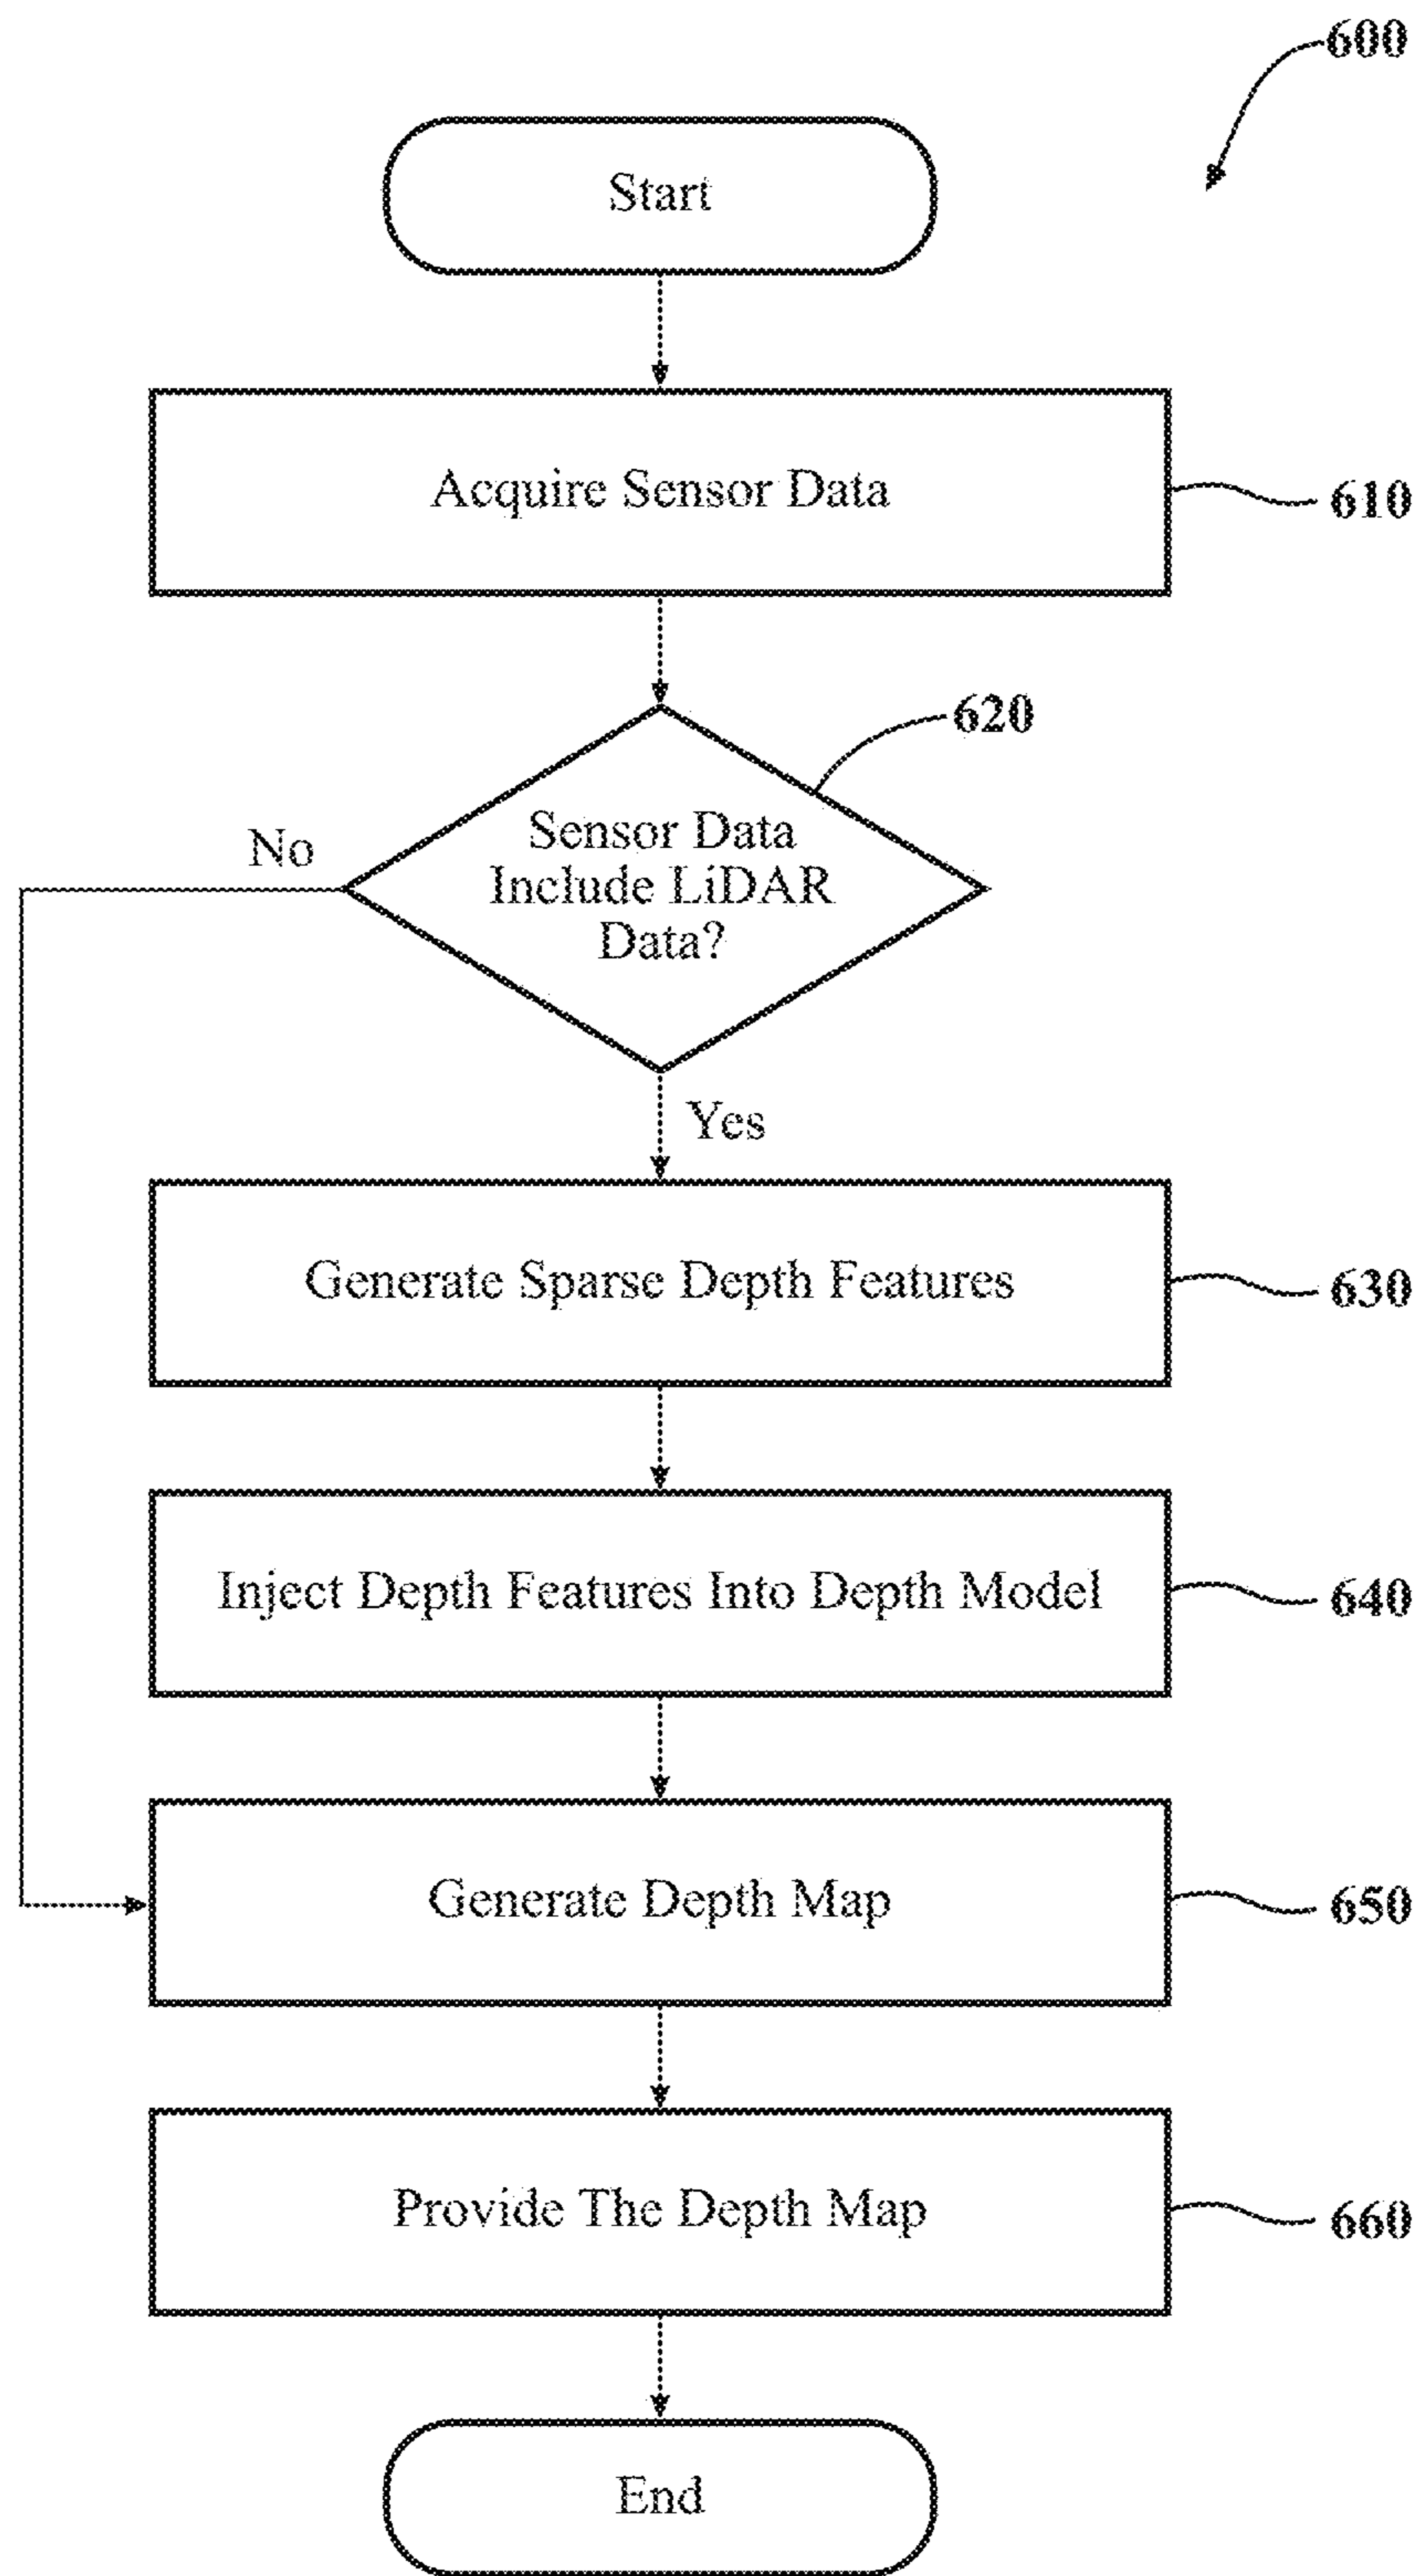 600
Start
Acquire Sensor Data
610
620
Sensor Data
Include LiDAR
Data?
No
Yes
Generate Sparse Depth Features
630
Inject Depth Features Into Depth Model
640
Generate Depth Map
650
Provide The Depth Map
660
End